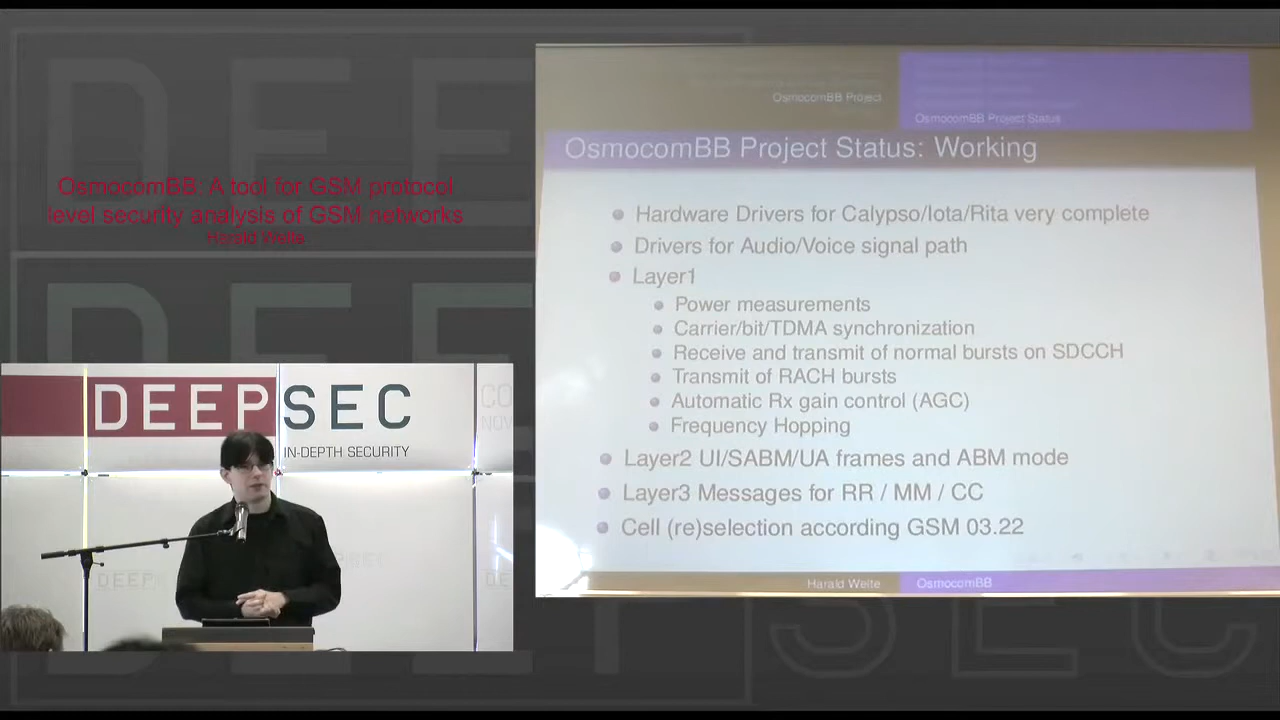 OsmocomBB: A tool for GSM protocol
level security analysis of GSM networks
Harald Welte
DEEPSEC
IN-DEPTH SECURITY
DEEP
OsmocomBB Project
OsmocomBB Project Status
OsmocomBB Project Status: Working
Hardware Drivers for Calypso/Iota/Rita very complete
Drivers for Audio/Voice signal path
Layer1
Power measurements
Carrier/bit/TDMA synchronization
Receive and transmit of normal bursts on SDCCH
Transmit of RACH bursts
Automatic Rx gain control (AGC)
Frequency Hopping
Layer2 UI/SABM/UA frames and ABM mode
Layer3 Messages for RR / MM / CC
Cell (re)selection according GSM 03.22
Harald Welte
OsmocomBB